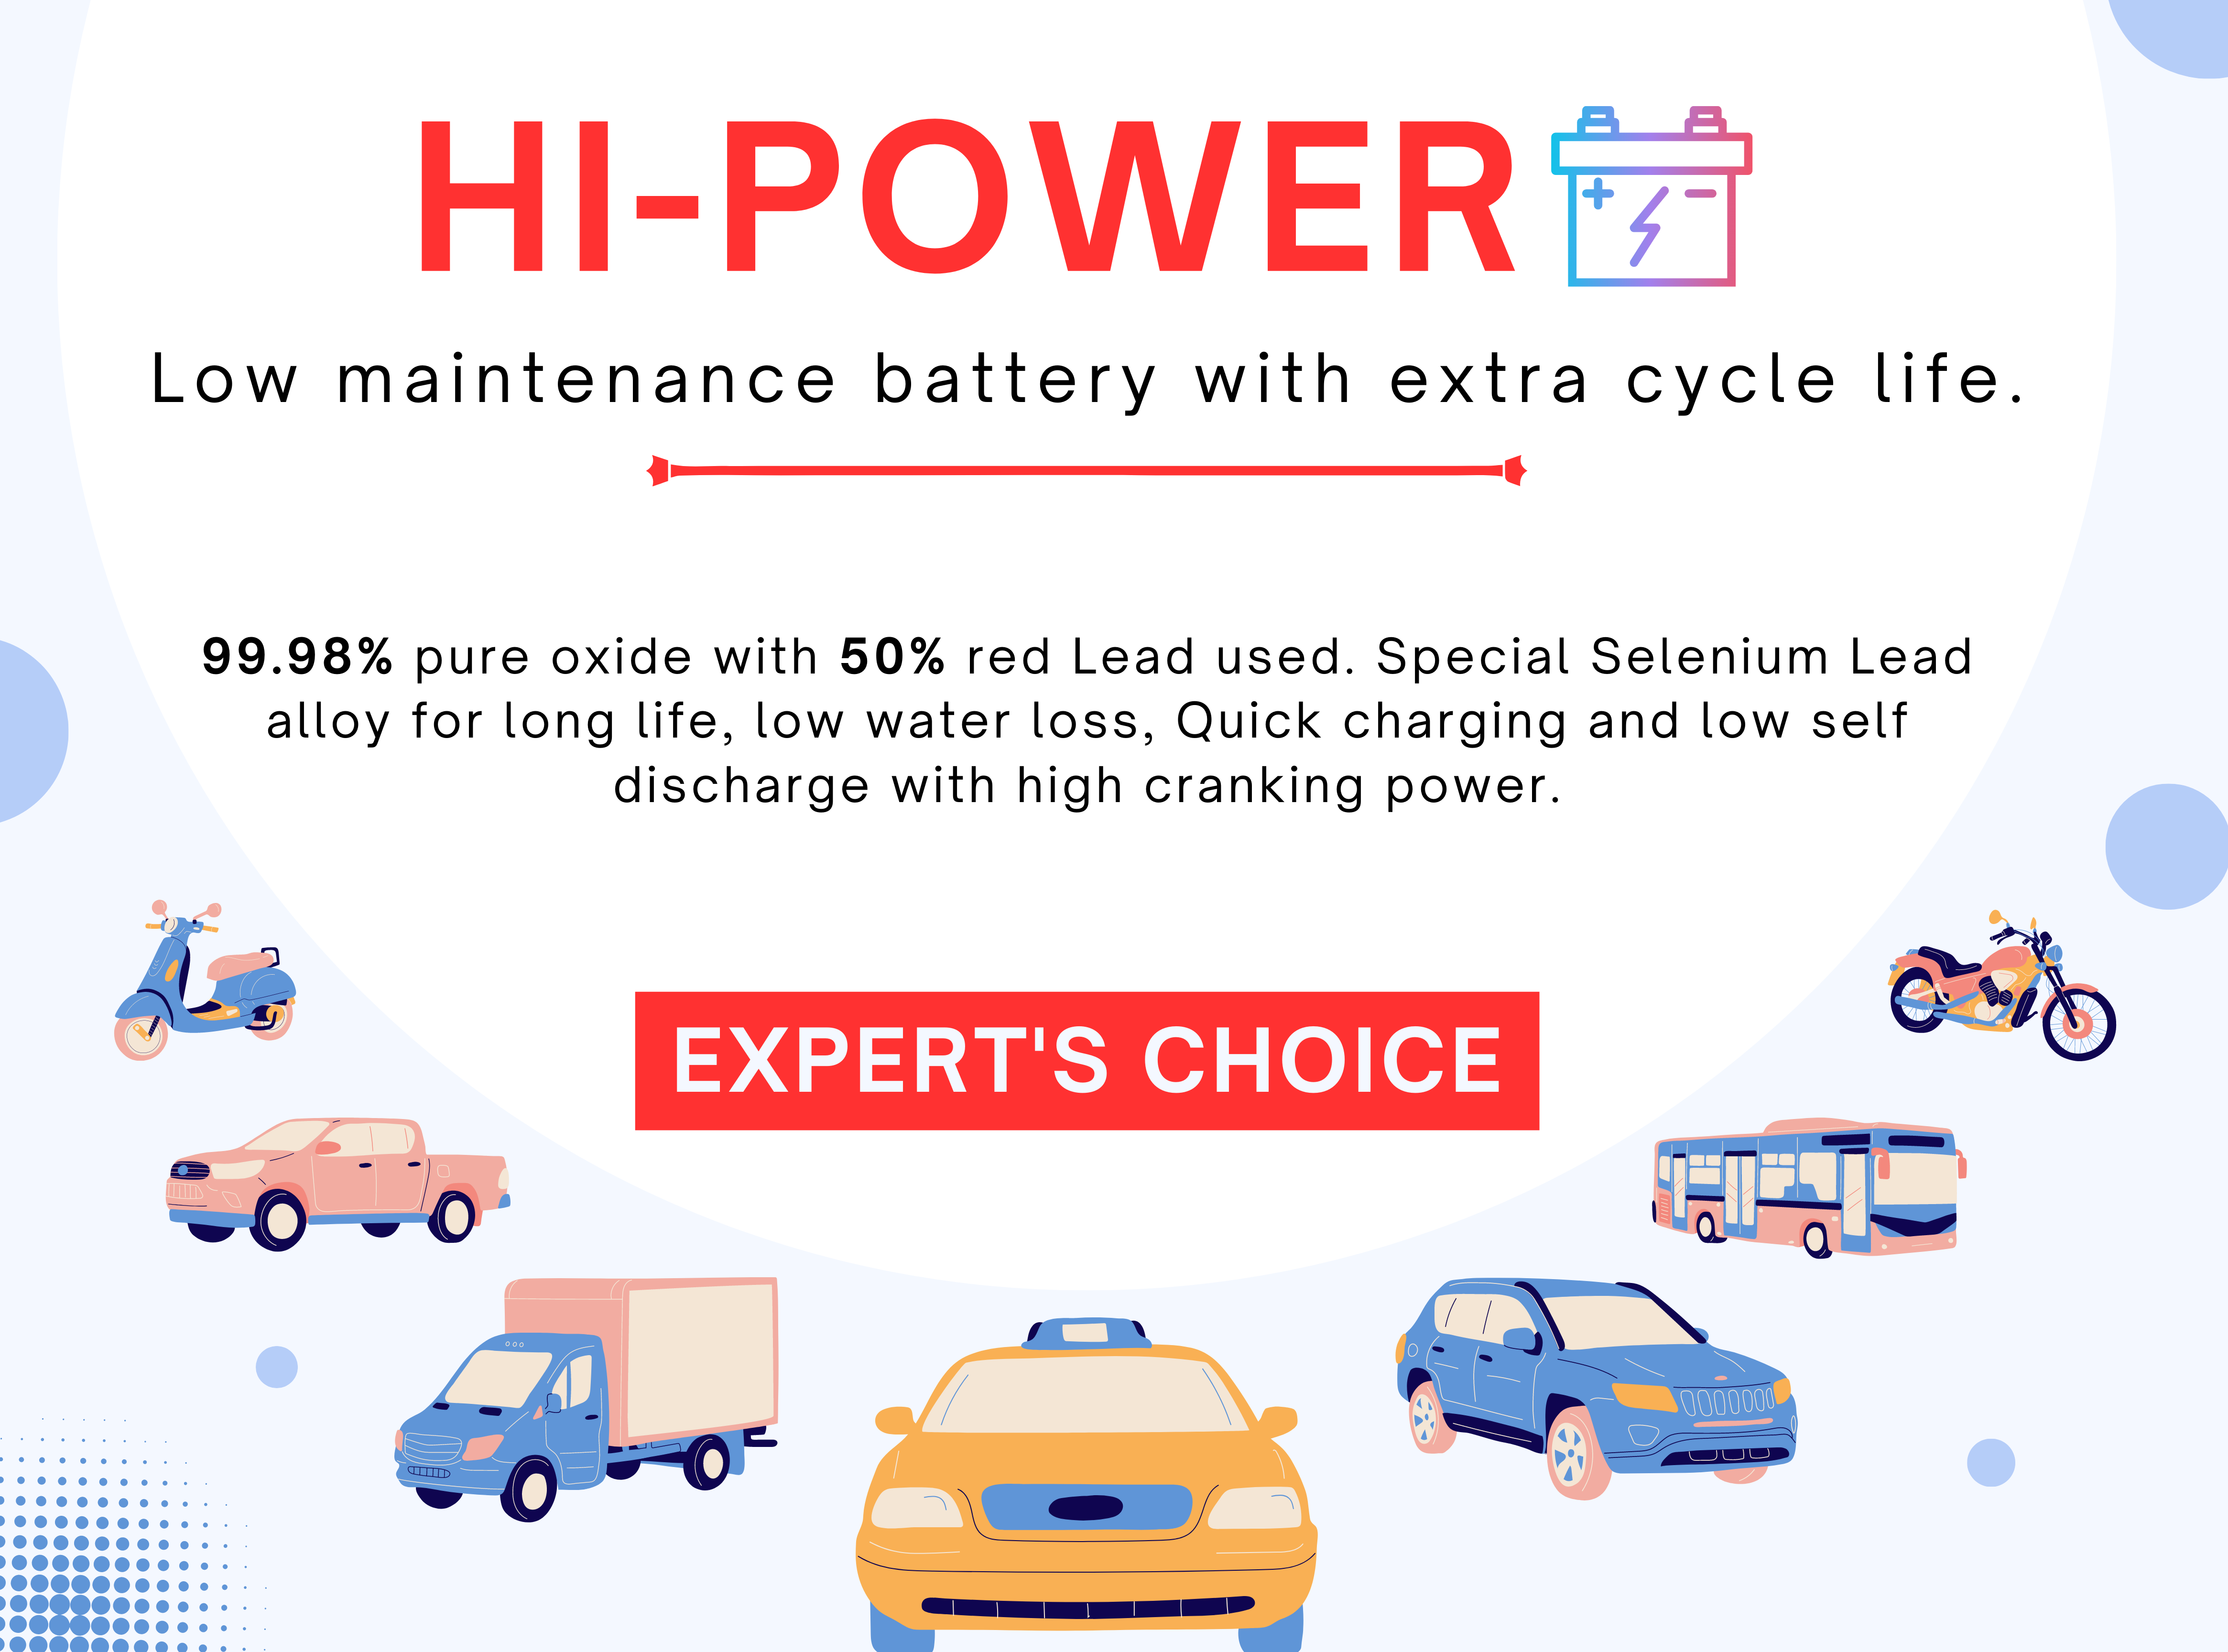 HI-POWER
Low maintenance battery with extra cycle life.
99.98% pure oxide with 50% red Lead used. Special Selenium Lead
alloy for long life, low water loss, Quick charging and low self
discharge with high cranking power.
EXPERT'S CHOICE